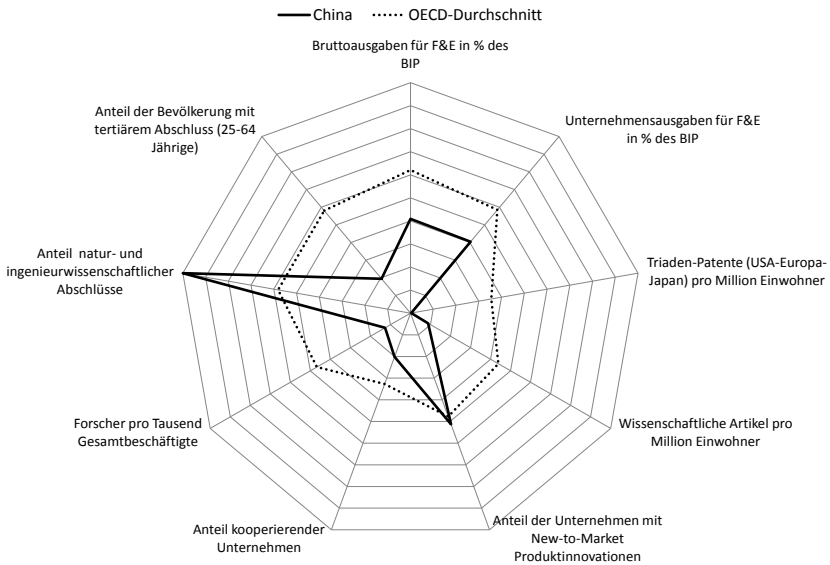 China
OECD-Durchschnitt
Bruttoausgaben für F&E in % des
BIP
Unternehmensausgaben für F&E
in % des BIP
Triaden-Patente (USA-Europa-
Japan) pro Million Einwohner
Wissenschaftliche Artikel pro
Million Einwohner
Anteil der Unternehmen mit
New-to-Market
Produktinnovationen
Anteil kooperierender
Unternehmen
Forscher pro Tausend
Gesamtbeschäftigte
Anteil natur- und
ingenieurwissenschaftlicher
Abschlüsse
Anteil der Bevölkerung mit
tertiärem Abschluss (25-64
Jährige)